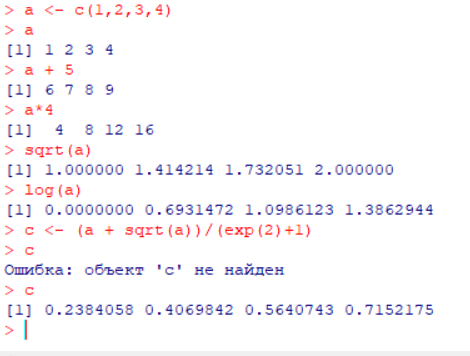 > a <- c(1,2,3,4)
> a
[1] 1 2 3 4
> a + 5
[1] 6 7 8 9
> a*4
[1]  4  8 12 16
> sqrt(a)
[1] 1.000000 1.414214 1.732051 2.000000
> log(a)
[1] 0.0000000 0.6931472 1.0986123 1.3862944
> c <- (a + sqrt(a))/(exp(2)+1)
> с
Ошибка: объект 'с' не найден
> c
[1] 0.2384058 0.4069842 0.5640743 0.7152175
>